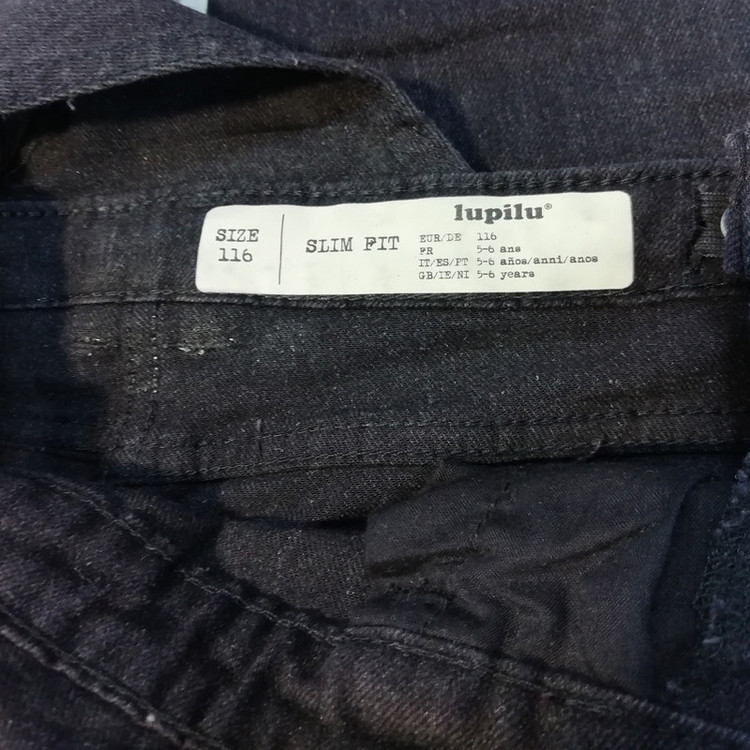 SIZE
116
SLIM FIT
lupilu®
EUR/DE 116
FR 5-6 ans
IT/ES/PT 5-6 años/anni/anos
GB/IE/NI 5-6 years